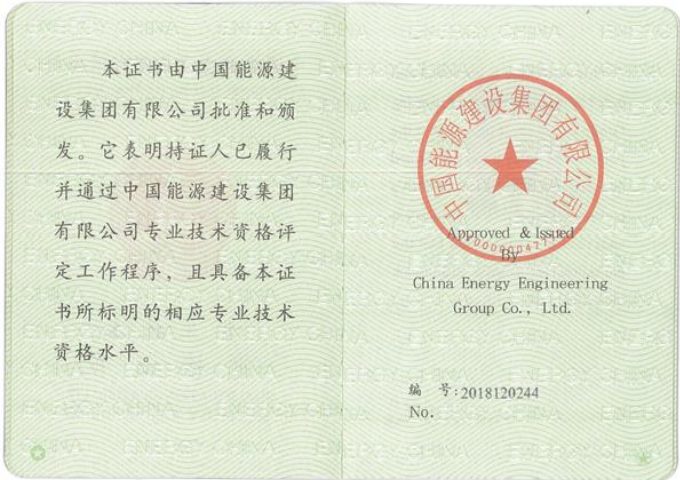 本证书由中国能源建
设集团有限公司批准和颁
发。它表明持证人已履行
并通过中国能源建设集团
有限公司专业技术资格评
定工作程序，且具备本证
书所标明的相应专业技术
资格水平。
中国能源建设集团有限公司
Approved & Issued
By
China Energy Engineering
Group Co., Ltd.
编 号:2018120244
No.